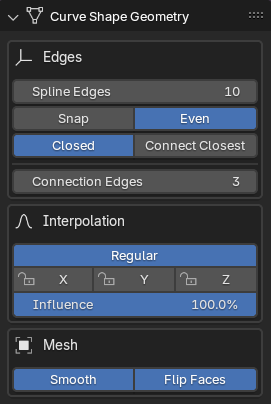 Curve Shape Geometry
Edges
Spline Edges 10
Snap Even
Closed Connect Closest
Connection Edges 3
Interpolation
Regular
X Y Z
Influence 100.0%
Mesh
Smooth Flip Faces